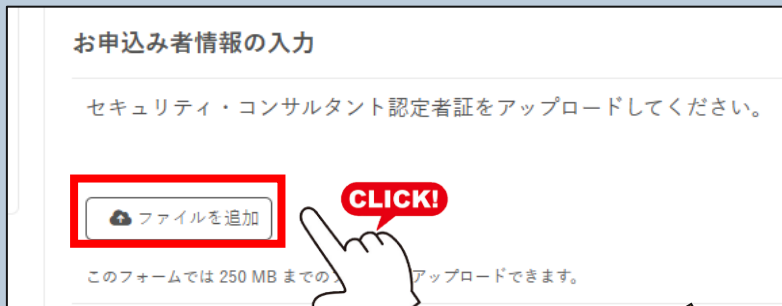 お申込み者情報の入力
セキュリティ・コンサルタント認定者証をアップロードしてください。
CLICK!
ファイルを追加
このフォームでは 250 MB までの アップロードできます。